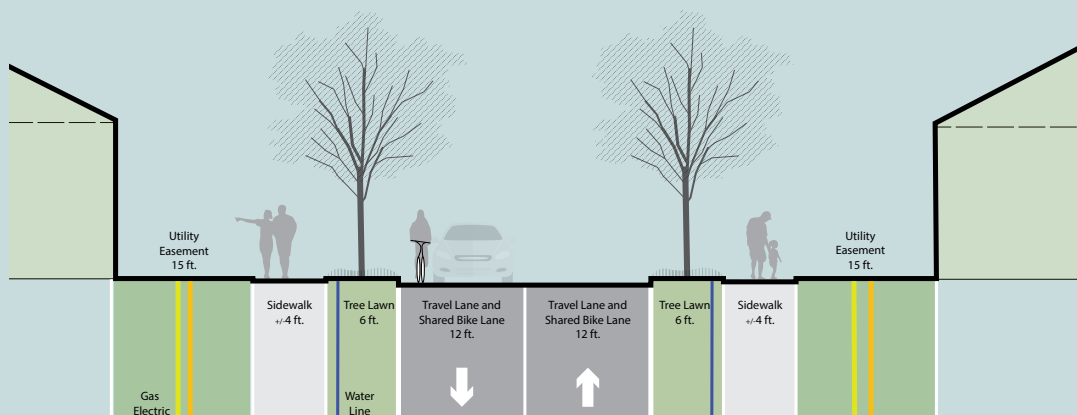 Utility
Easement
15 ft.
Utility
Easement
15 ft.
Sidewalk
+/-4 ft.
Tree Lawn
6 ft.
Travel Lane and
Shared Bike Lane
12 ft.
Travel Lane and
Shared Bike Lane
12 ft.
Tree Lawn
6 ft.
Sidewalk
+/-4 ft.
Gas
Electric
Water
Line